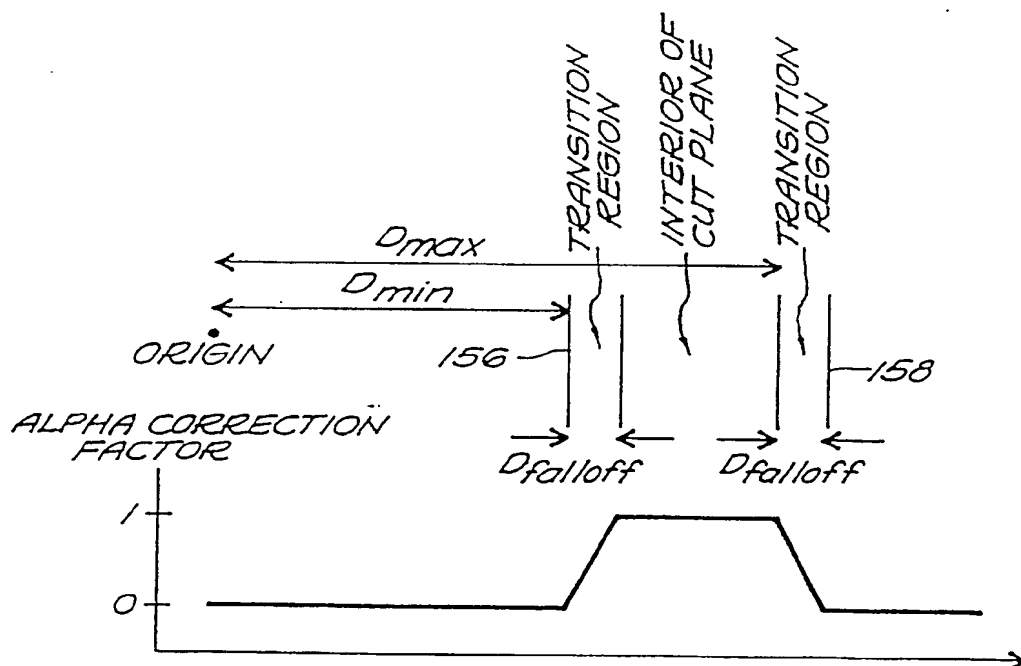 TRANSITION
REGION
INTERIOR OF
CUT PLANE
TRANSITION
REGION
Dmax
Dmin
ORIGIN
156
158
ALPHA CORRECTION
FACTOR
Dfalloff
Dfalloff
1
0